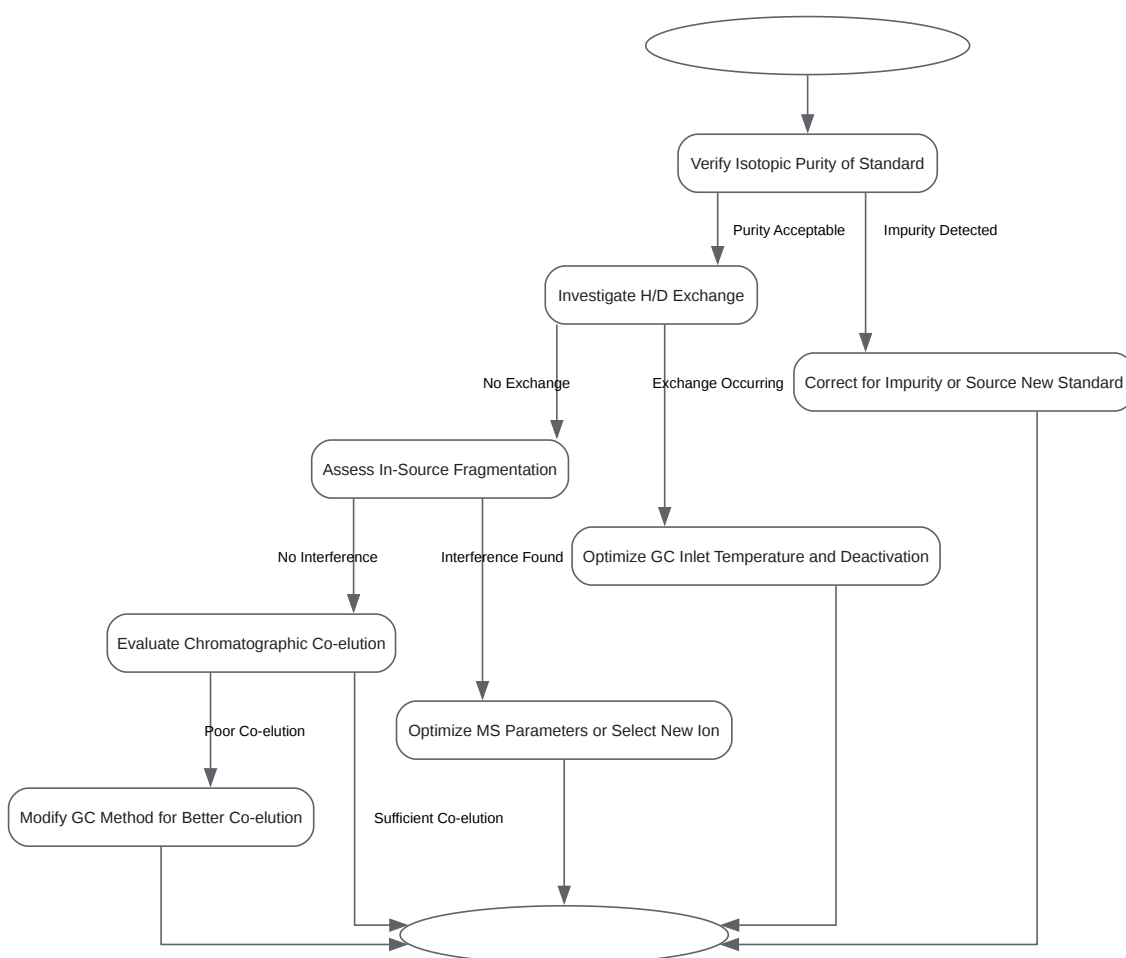 Verify Isotopic Purity of Standard
Purity Acceptable
Impurity Detected
Investigate H/D Exchange
No Exchange
Exchange Occurring
Correct for Impurity or Source New Standard
Assess In-Source Fragmentation
No Interference
Interference Found
Optimize GC Inlet Temperature and Deactivation
Evaluate Chromatographic Co-elution
Poor Co-elution
Optimize MS Parameters or Select New Ion
Modify GC Method for Better Co-elution
Sufficient Co-elution